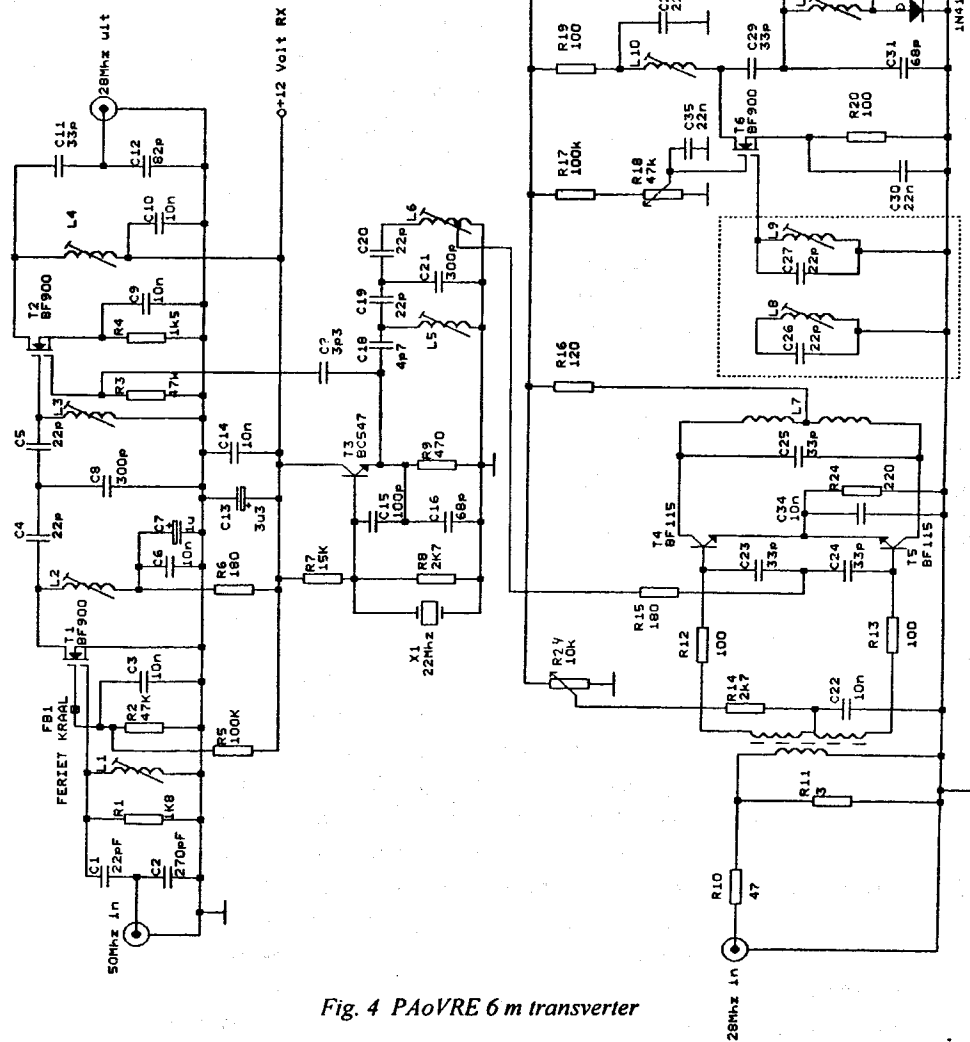 50Mhz in
C1
22pF
C2
270pF
R1
1K8
L1
FB1
FERIET KRAAL
R2
47K
C3
10n
R5
100K
T1
BF900
L2
C6
10n
C7
1u
R6
180
C4
22p
C8
300p
C5
22p
L3
C13
3u3
C14
10n
R3
47K
T2
BF900
R4
1k5
C9
10n
L4
C10
10n
C11
33p
C12
82p
28Mhz uit
+12 Volt RX
X1
22Mhz
R7
15K
R8
2K7
C15
100p
C16
68p
T3
BC547
R9
470
C?
3p3
C18
4p7
C19
22p
C20
22p
L5
C21
300p
L6
28Mhz in
R10
47
R11
3
R14
2k7
C22
10n
10k
R12
100
R13
100
R15
180
C23
33p
C24
33p
T4
BF115
T5
BF115
C34
10n
R24
220
C25
33p
L7
R16
120
C26
22p
L8
C27
22p
L9
R17
100k
R18
47k
C35
22n
T6
BF900
C30
22n
R20
100
R19
100
L10
C29
33p
C31
68p
D
1N41
Fig. 4 PAoVRE 6 m transverter